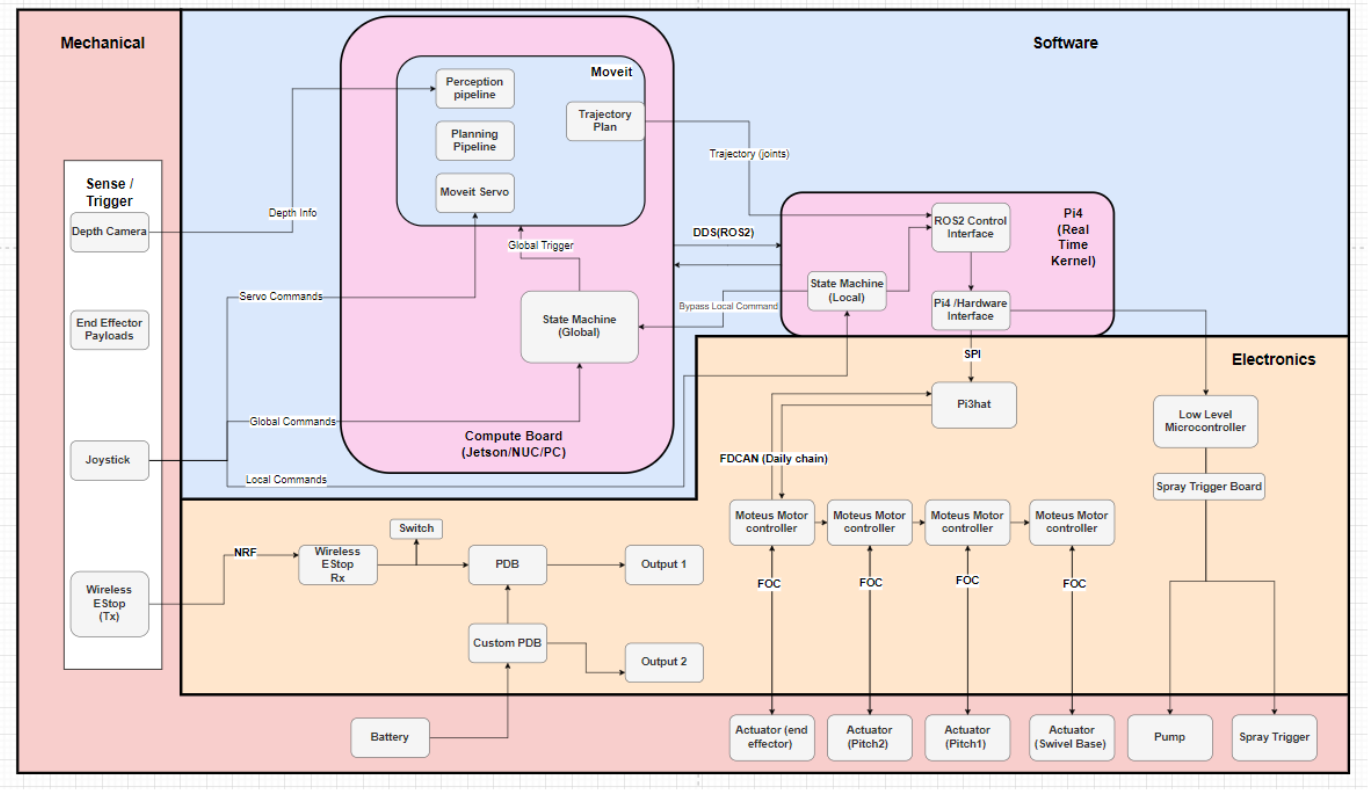 Mechanical
Software
Moveit
Perception
pipeline
Trajectory
Plan
Planning
Pipeline
Moveit Servo
Trajectory (joints)
Sense /
Trigger
Depth Camera
Depth Info
End Effector
Payloads
Joystick
Wireless
EStop
(Tx)
Servo Commands
Global Trigger
State Machine
(Global)
Global Commands
Compute Board
(Jetson/NUC/PC)
Local Commands
DDS(ROS2)
Bypass Local Command
Pi4
(Real
Time
Kernel)
ROS2 Control
Interface
State Machine
(Local)
Pi4 /Hardware
Interface
Electronics
SPI
Pi3hat
Low Level
Microcontroller
FDCAN (Daily chain)
Spray Trigger Board
Moteus Motor
controller
Moteus Motor
controller
Moteus Motor
controller
Moteus Motor
controller
FOC
FOC
FOC
FOC
NRF
Wireless
EStop
Rx
Switch
PDB
Output 1
Custom PDB
Output 2
Battery
Actuator (end
effector)
Actuator
(Pitch2)
Actuator
(Pitch1)
Actuator
(Swivel Base)
Pump
Spray Trigger